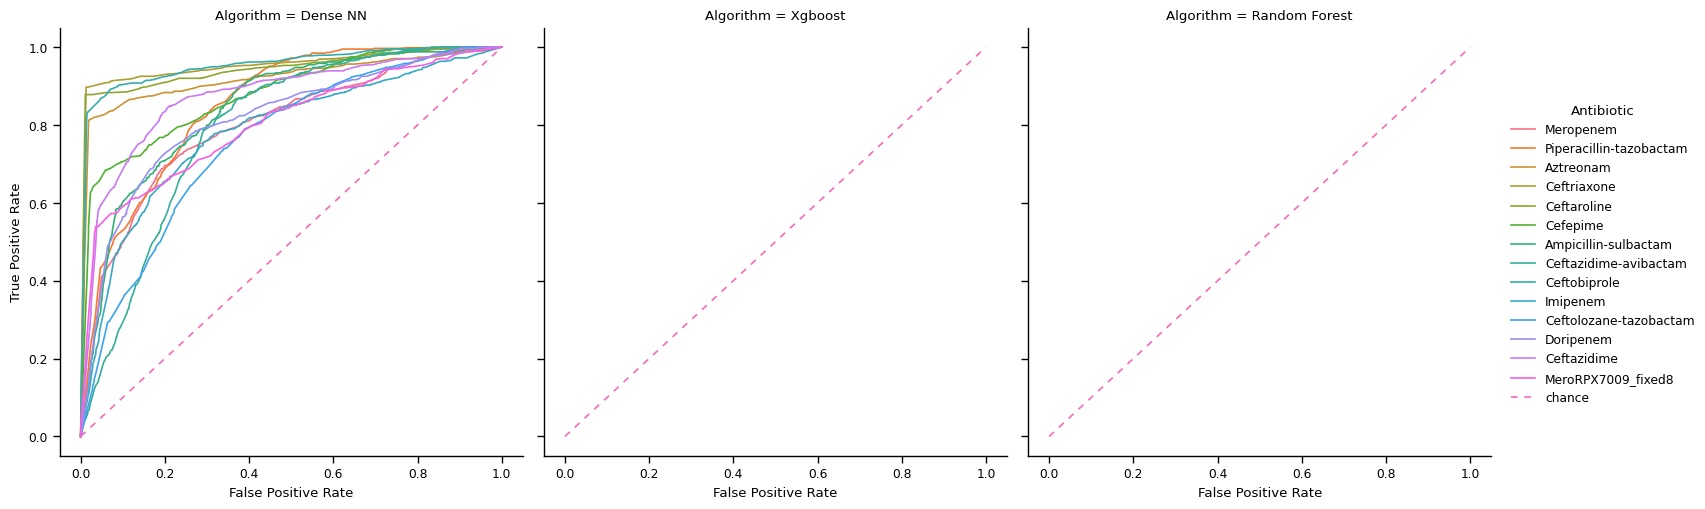 Algorithm = Dense NN
Algorithm = Xgboost
Algorithm = Random Forest
True Positive Rate
1.0
0.8
0.6
0.4
0.2
0.0
0.0 0.2 0.4 0.6 0.8 1.0
0.0 0.2 0.4 0.6 0.8 1.0
0.0 0.2 0.4 0.6 0.8 1.0
False Positive Rate
False Positive Rate
False Positive Rate
Antibiotic
Meropenem
Piperacillin-tazobactam
Aztreonam
Ceftriaxone
Ceftaroline
Cefepime
Ampicillin-sulbactam
Ceftazidime-avibactam
Ceftobiprole
Imipenem
Ceftolozane-tazobactam
Doripenem
Ceftazidime
MeroRPX7009_fixed8
chance